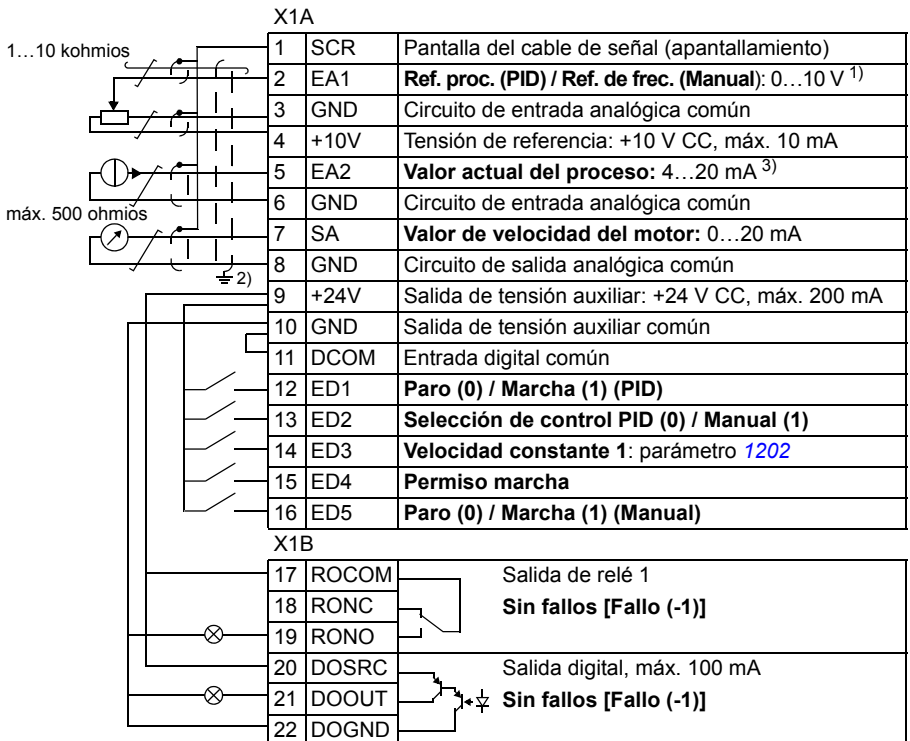 X1A
1…10 kohmios
1 SCR Pantalla del cable de señal (apantallamiento)
2 EA1 Ref. proc. (PID) / Ref. de frec. (Manual): 0…10 V 1)
3 GND Circuito de entrada analógica común
4 +10V Tensión de referencia: +10 V CC, máx. 10 mA
5 EA2 Valor actual del proceso: 4…20 mA 3)
6 GND Circuito de entrada analógica común
máx. 500 ohmios
7 SA Valor de velocidad del motor: 0…20 mA
8 GND Circuito de salida analógica común
2)
9 +24V Salida de tensión auxiliar: +24 V CC, máx. 200 mA
10 GND Salida de tensión auxiliar común
11 DCOM Entrada digital común
12 ED1 Paro (0) / Marcha (1) (PID)
13 ED2 Selección de control PID (0) / Manual (1)
14 ED3 Velocidad constante 1: parámetro 1202
15 ED4 Permiso marcha
16 ED5 Paro (0) / Marcha (1) (Manual)
X1B
17 ROCOM Salida de relé 1
18 RONC Sin fallos [Fallo (-1)]
19 RONO
20 DOSRC Salida digital, máx. 100 mA
21 DOOUT Sin fallos [Fallo (-1)]
22 DOGND